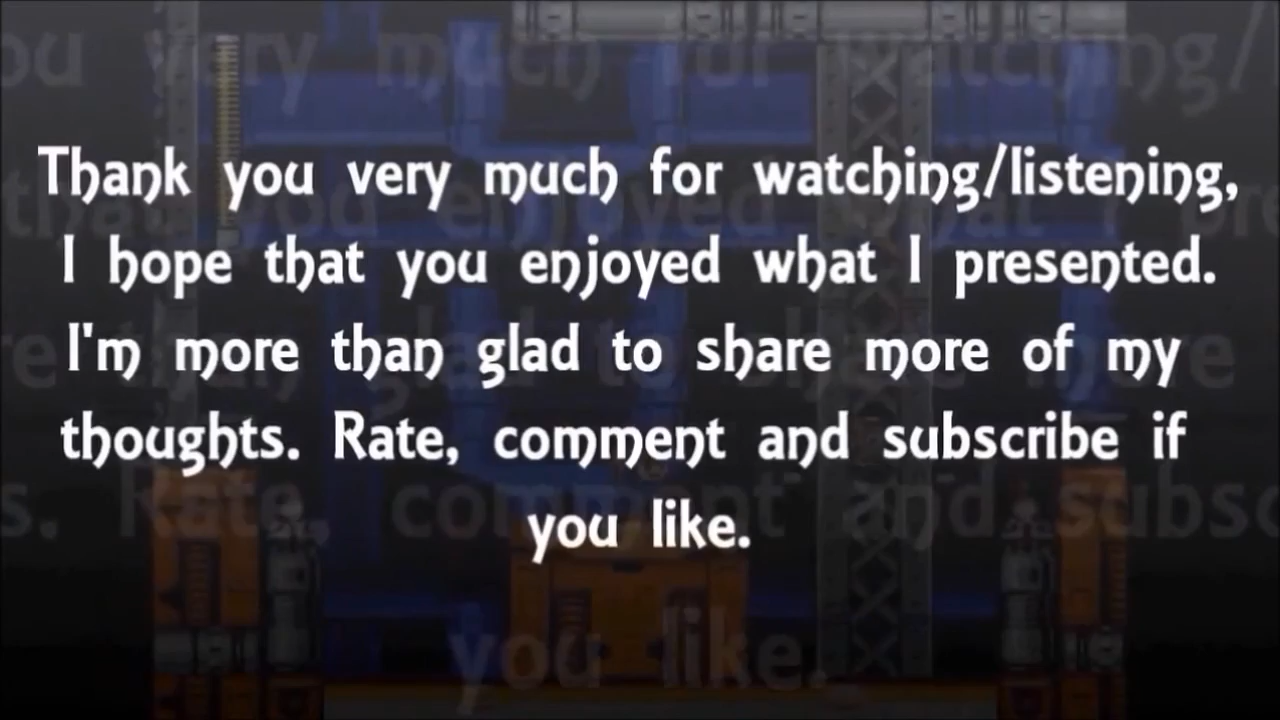 Thank you very much for watching/listening,
I hope that you enjoyed what I presented.
I'm more than glad to share more of my
thoughts. Rate, comment and subscribe if
you like.